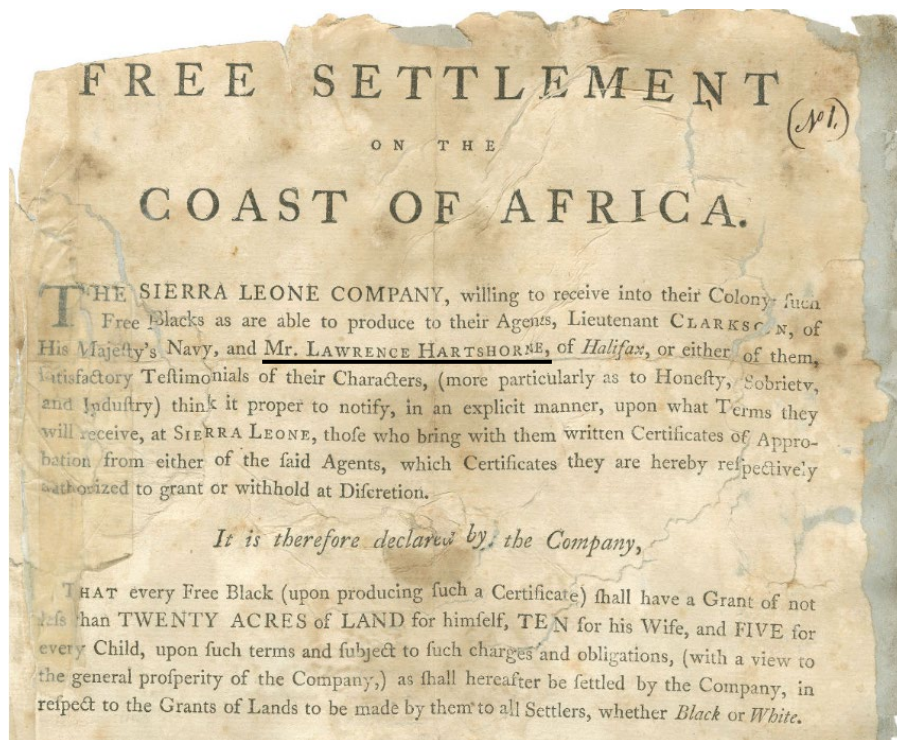 FREE SETTLEMENT
(No 1.)
ON THE
COAST OF AFRICA.
THE SIERRA LEONE COMPANY, willing to receive into their Colony ſuch
Free Blacks as are able to produce to their Agents, Lieutenant CLARKSON, of
His Majeſty's Navy, and Mr. LAWRENCE HARTSHORNE, of Halifax, or either of them,
ſatisfactory Teſtimonials of their Characters, (more particularly as to Honeſty, Sobriety,
and Induſtry) think it proper to notify, in an explicit manner, upon what Terms they
will receive, at SIERRA LEONE, thoſe who bring with them written Certificates of Appro-
bation from either of the ſaid Agents, which Certificates they are hereby reſpectively
authorized to grant or withhold at Diſcretion.
It is therefore declared by the Company,
THAT every Free Black (upon producing ſuch a Certificate) ſhall have a Grant of not
leſs than TWENTY ACRES of LAND for himſelf, TEN for his Wife, and FIVE for
every Child, upon ſuch terms and ſubject to ſuch charges and obligations, (with a view to
the general proſperity of the Company,) as ſhall hereafter be ſettled by the Company, in
reſpect to the Grants of Lands to be made by them to all Settlers, whether Black or White.